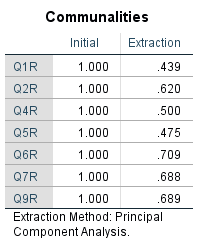 Communalities
Initial Extraction
Q1R 1.000 .439
Q2R 1.000 .620
Q4R 1.000 .500
Q5R 1.000 .475
Q6R 1.000 .709
Q7R 1.000 .688
Q9R 1.000 .689
Extraction Method: Principal
Component Analysis.